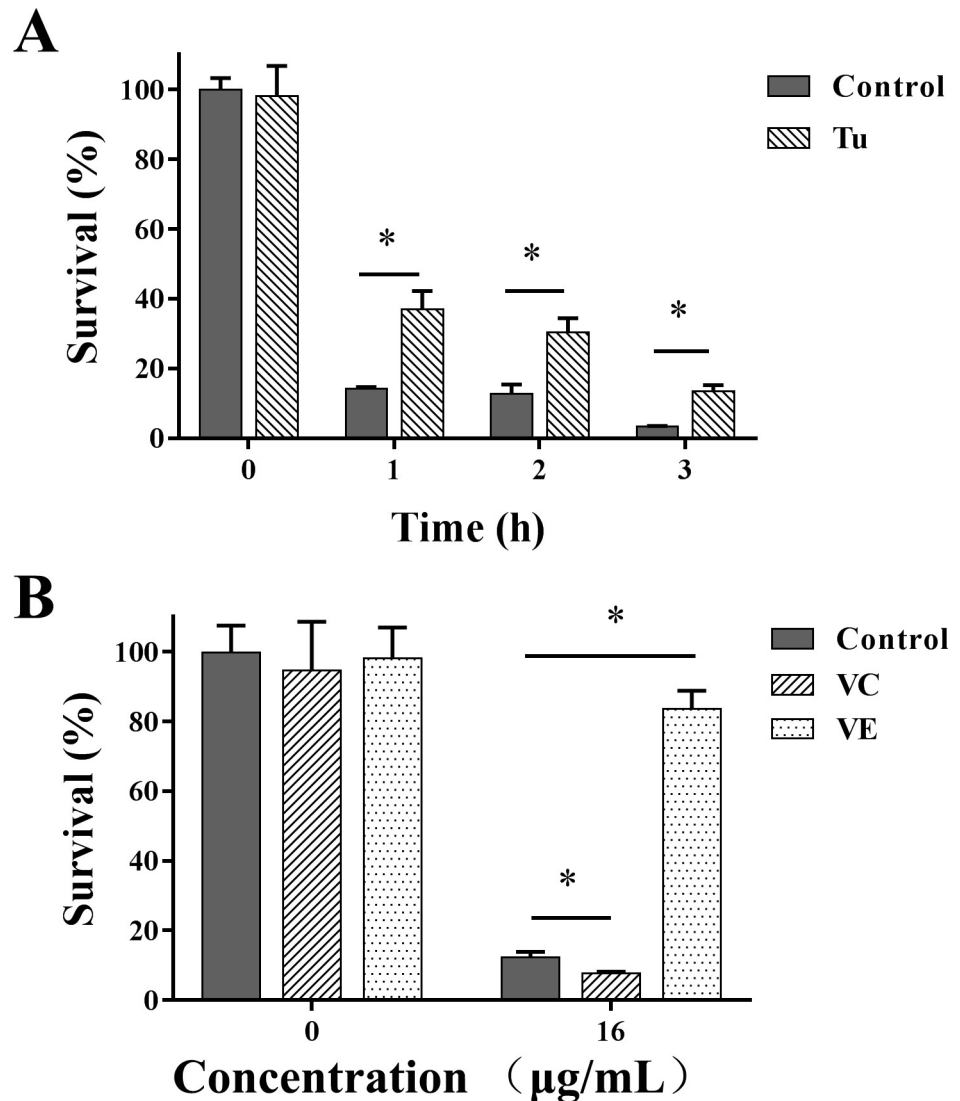 A
Survival (%)
100
80
60
40
20
0
0 1 2 3
Time (h)
Control
Tu
*
*
*
B
Survival (%)
100
80
60
40
20
0
0 16
Concentration （μg/mL）
Control
VC
VE
*
*